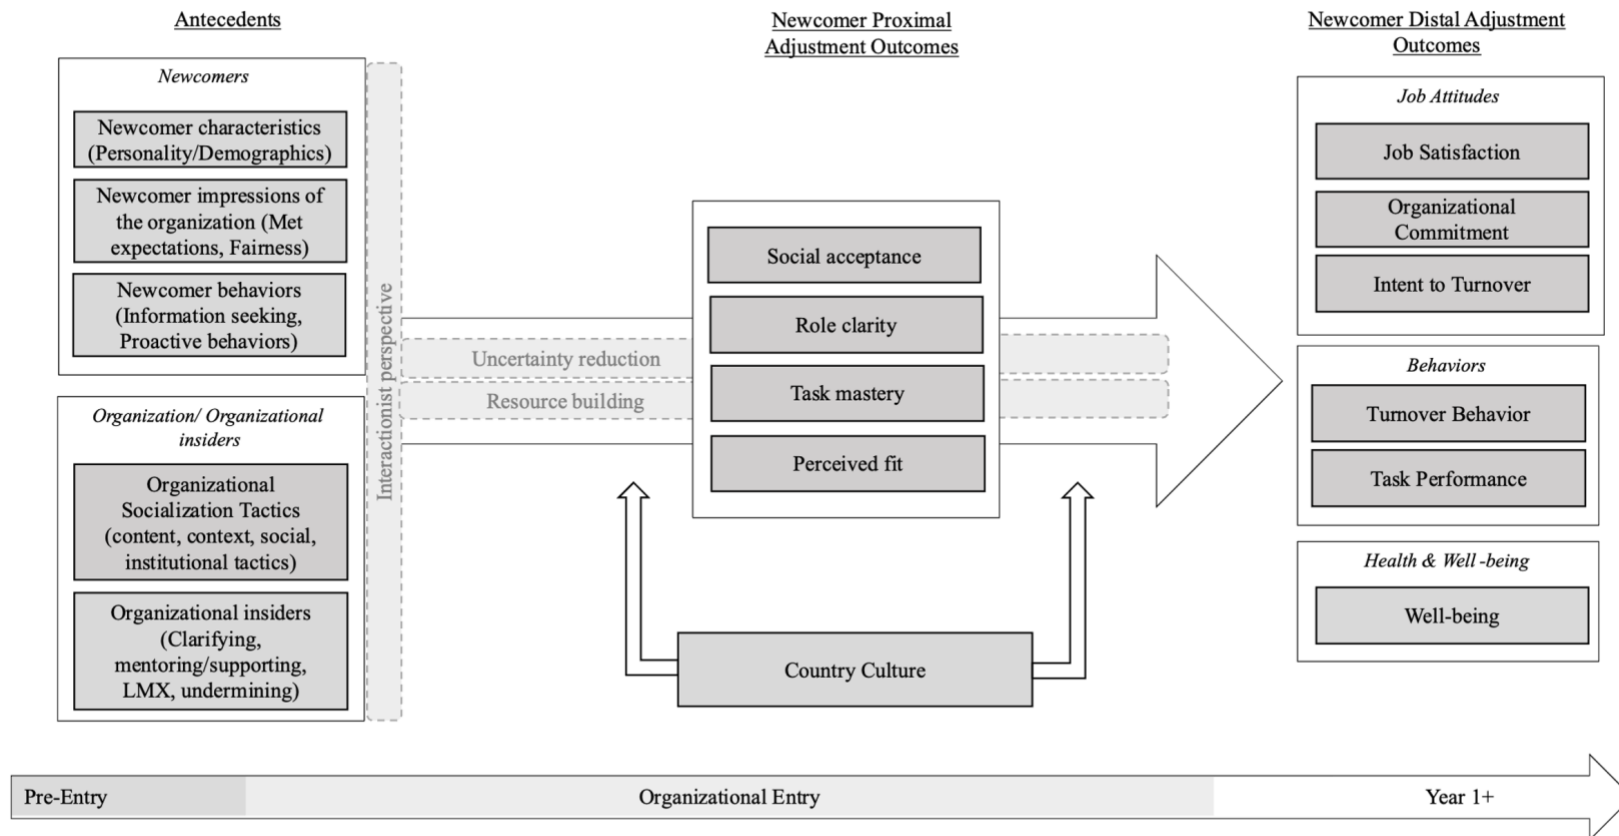 Antecedents
Newcomers
Newcomer characteristics
(Personality/Demographics)
Newcomer impressions of
the organization (Met
expectations, Fairness)
Newcomer behaviors
(Information seeking,
Proactive behaviors)
Organization/ Organizational
insiders
Organizational
Socialization Tactics
(content, context, social,
institutional tactics)
Organizational insiders
(Clarifying,
mentoring/supporting,
LMX, undermining)
Interactionist perspective
Uncertainty reduction
Resource building
Newcomer Proximal
Adjustment Outcomes
Social acceptance
Role clarity
Task mastery
Perceived fit
Country Culture
Newcomer Distal Adjustment
Outcomes
Job Attitudes
Job Satisfaction
Organizational
Commitment
Intent to Turnover
Behaviors
Turnover Behavior
Task Performance
Health & Well -being
Well-being
Pre-Entry
Organizational Entry
Year 1+